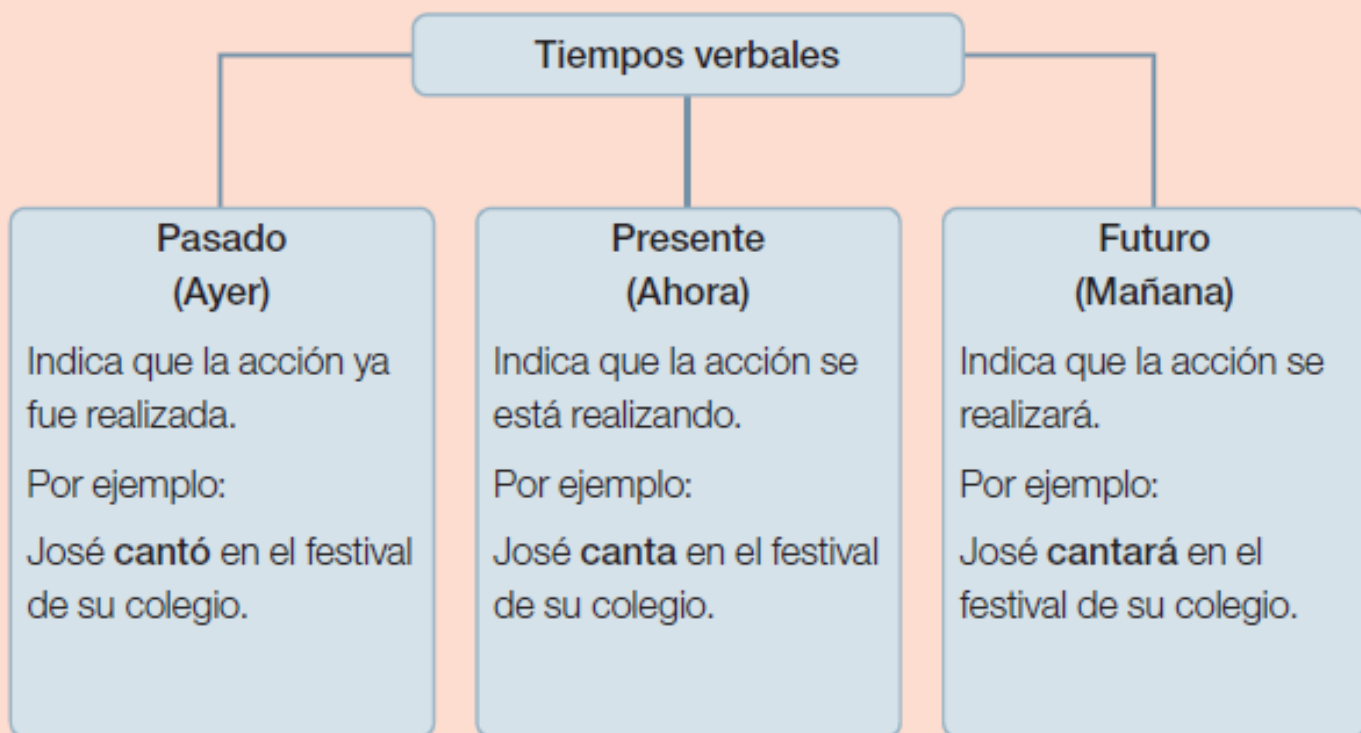 Tiempos verbales
Pasado
(Ayer)
Indica que la acción ya
fue realizada.
Por ejemplo:
José cantó en el festival
de su colegio.
Presente
(Ahora)
Indica que la acción se
está realizando.
Por ejemplo:
José canta en el festival
de su colegio.
Futuro
(Mañana)
Indica que la acción se
realizará.
Por ejemplo:
José cantará en el
festival de su colegio.